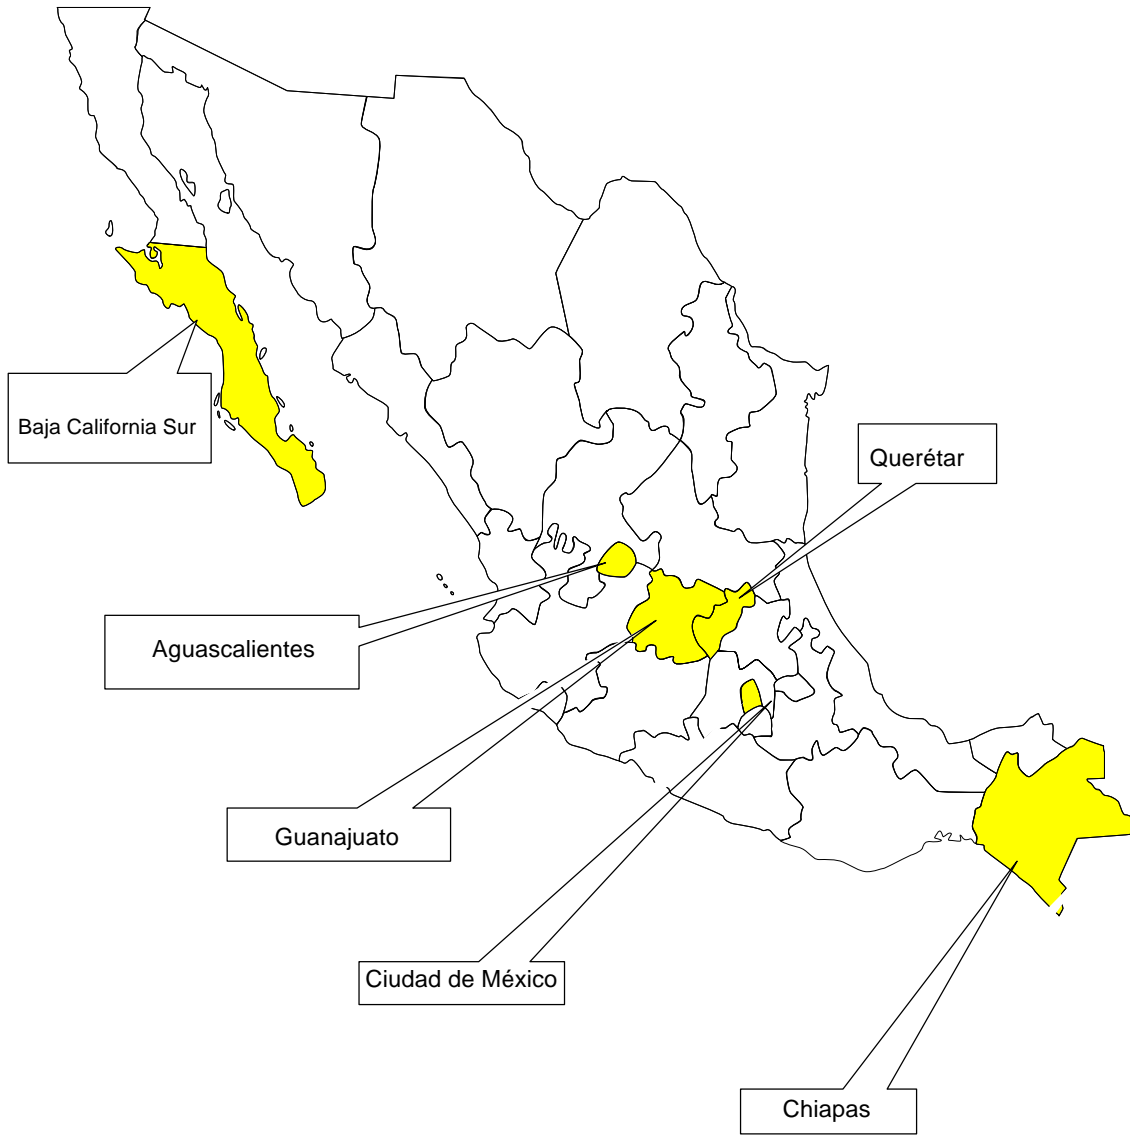 Baja California Sur
Querétar
Aguascalientes
Guanajuato
Ciudad de México
Chiapas